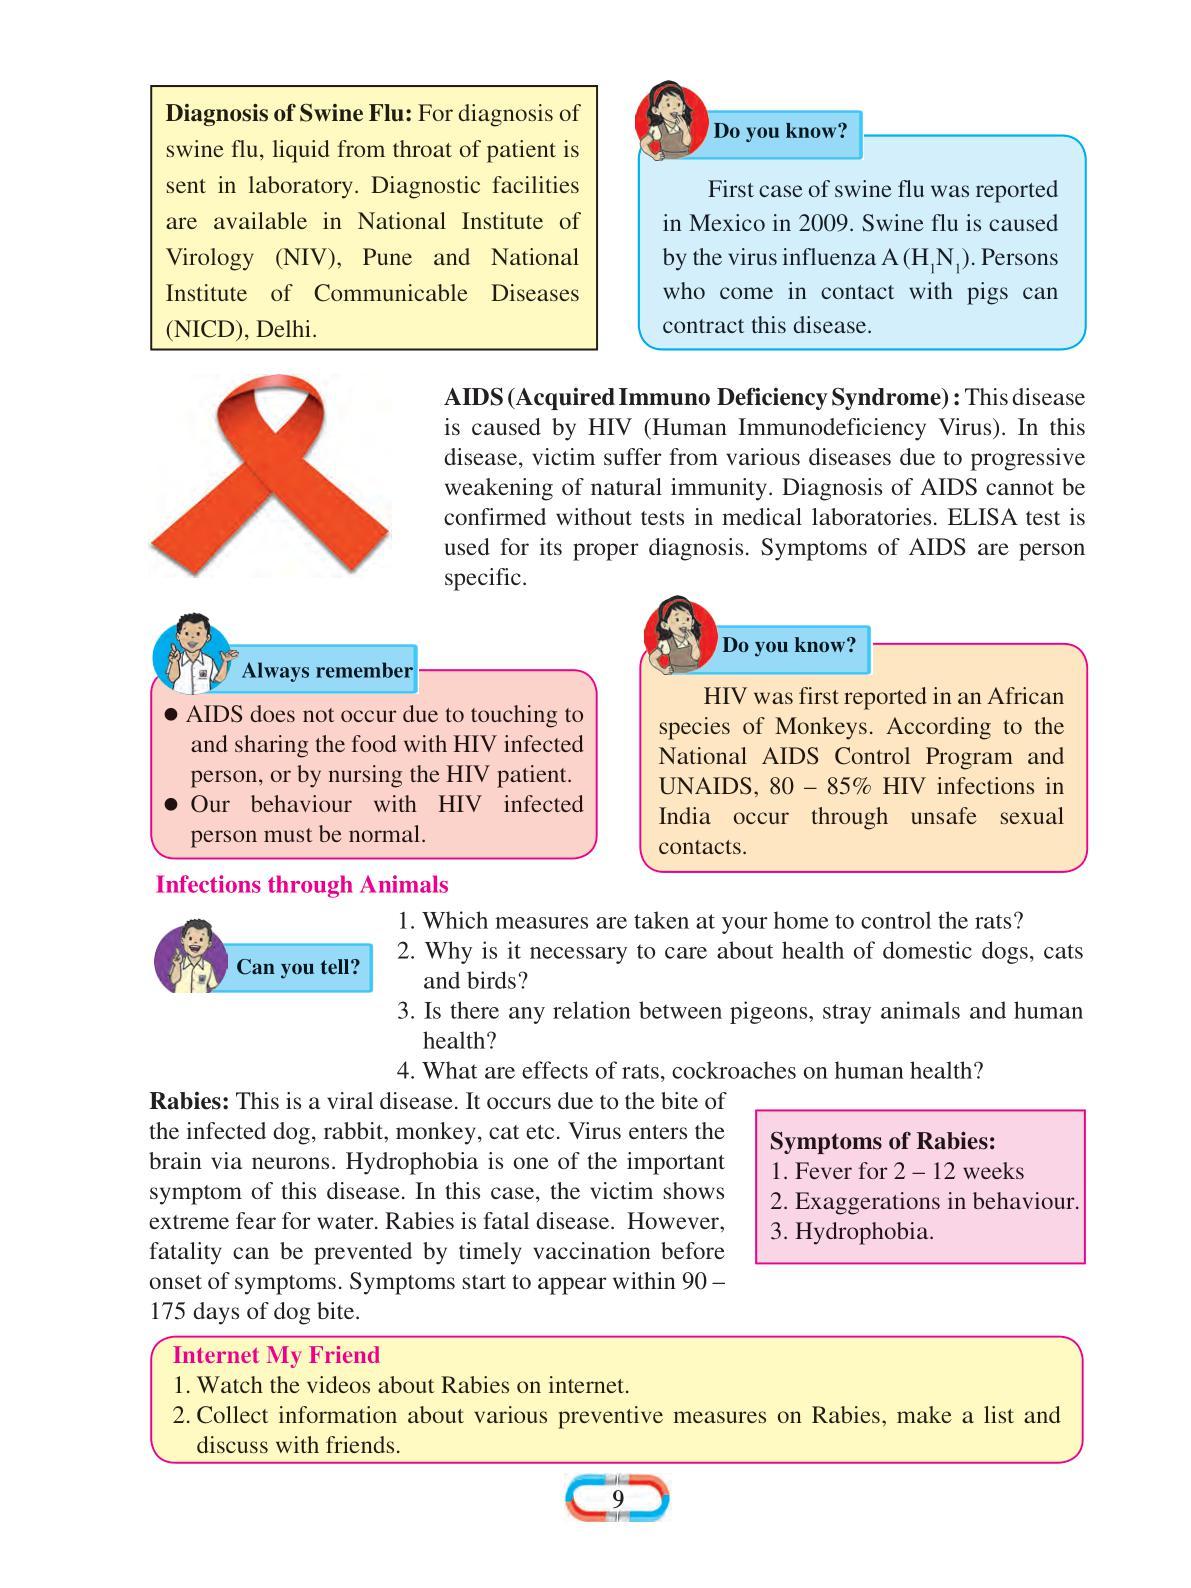 Diagnosis of Swine Flu: For diagnosis of
swine flu, liquid from throat of patient is
sent in laboratory. Diagnostic facilities
are available in National Institute of
Virology (NIV), Pune and National
Institute of Communicable Diseases
(NICD), Delhi.
Do you know?
First case of swine flu was reported
in Mexico in 2009. Swine flu is caused
by the virus influenza A (H₁N₁). Persons
who come in contact with pigs can
contract this disease.
AIDS (Acquired Immuno Deficiency Syndrome) : This disease
is caused by HIV (Human Immunodeficiency Virus). In this
disease, victim suffer from various diseases due to progressive
weakening of natural immunity. Diagnosis of AIDS cannot be
confirmed without tests in medical laboratories. ELISA test is
used for its proper diagnosis. Symptoms of AIDS are person
specific.
Always remember
● AIDS does not occur due to touching to
and sharing the food with HIV infected
person, or by nursing the HIV patient.
● Our behaviour with HIV infected
person must be normal.
Do you know?
HIV was first reported in an African
species of Monkeys. According to the
National AIDS Control Program and
UNAIDS, 80 – 85% HIV infections in
India occur through unsafe sexual
contacts.
Infections through Animals
Can you tell?
1. Which measures are taken at your home to control the rats?
2. Why is it necessary to care about health of domestic dogs, cats
and birds?
3. Is there any relation between pigeons, stray animals and human
health?
4. What are effects of rats, cockroaches on human health?
Rabies: This is a viral disease. It occurs due to the bite of
the infected dog, rabbit, monkey, cat etc. Virus enters the
brain via neurons. Hydrophobia is one of the important
symptom of this disease. In this case, the victim shows
extreme fear for water. Rabies is fatal disease. However,
fatality can be prevented by timely vaccination before
onset of symptoms. Symptoms start to appear within 90 –
175 days of dog bite.
Symptoms of Rabies:
1. Fever for 2 – 12 weeks
2. Exaggerations in behaviour.
3. Hydrophobia.
Internet My Friend
1. Watch the videos about Rabies on internet.
2. Collect information about various preventive measures on Rabies, make a list and
discuss with friends.
9